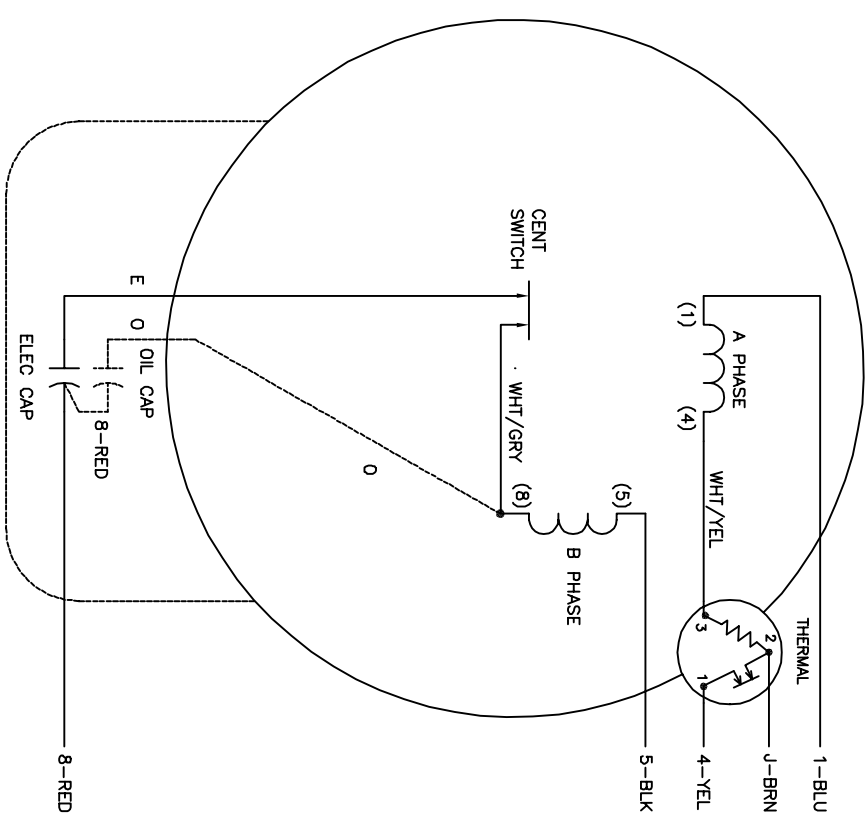 1-BLU
J-BRN
4-YEL
5-BLK
8-RED
THERMAL
2
3
1
A PHASE
(1)
(4)
WHT/YEL
CENT
SWITCH
WHT/GRY
(5)
(8)
B PHASE
E
O
O
OIL CAP
8-RED
ELEC CAP